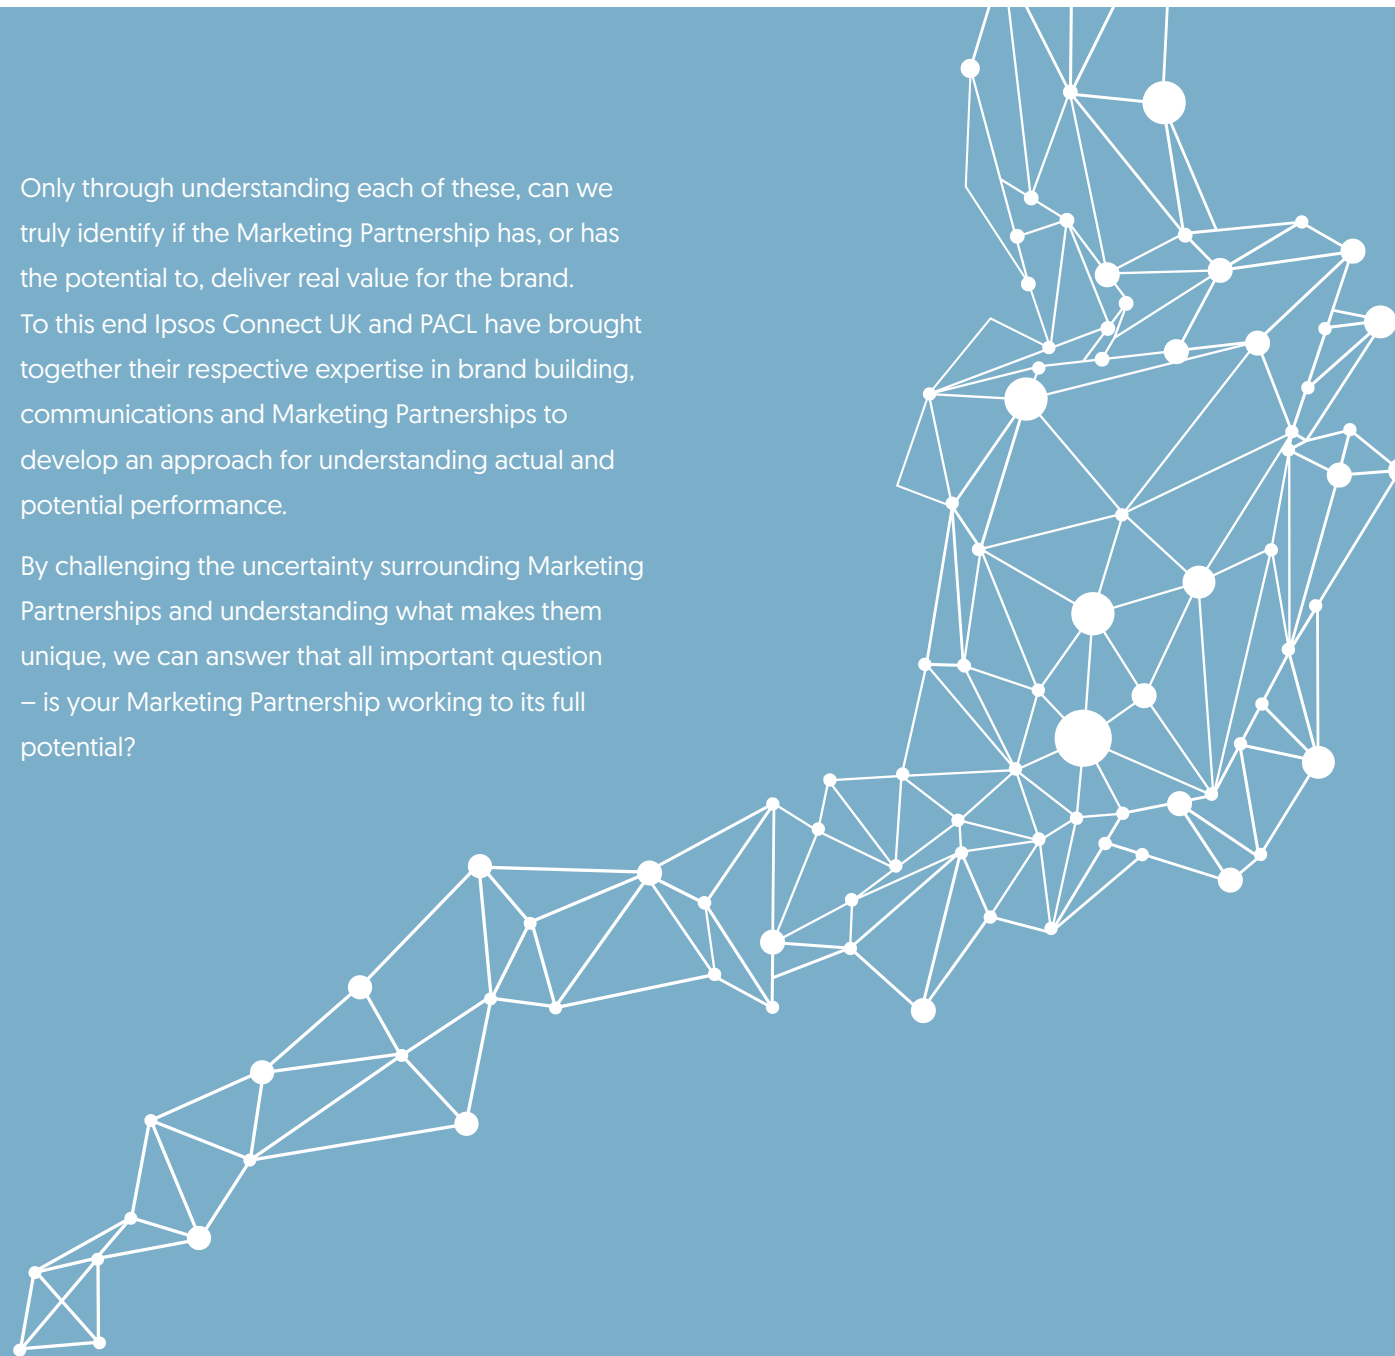 Only through understanding each of these, can we
truly identify if the Marketing Partnership has, or has
the potential to, deliver real value for the brand.
To this end Ipsos Connect UK and PACL have brought
together their respective expertise in brand building,
communications and Marketing Partnerships to
develop an approach for understanding actual and
potential performance.
By challenging the uncertainty surrounding Marketing
Partnerships and understanding what makes them
unique, we can answer that all important question
– is your Marketing Partnership working to its full
potential?